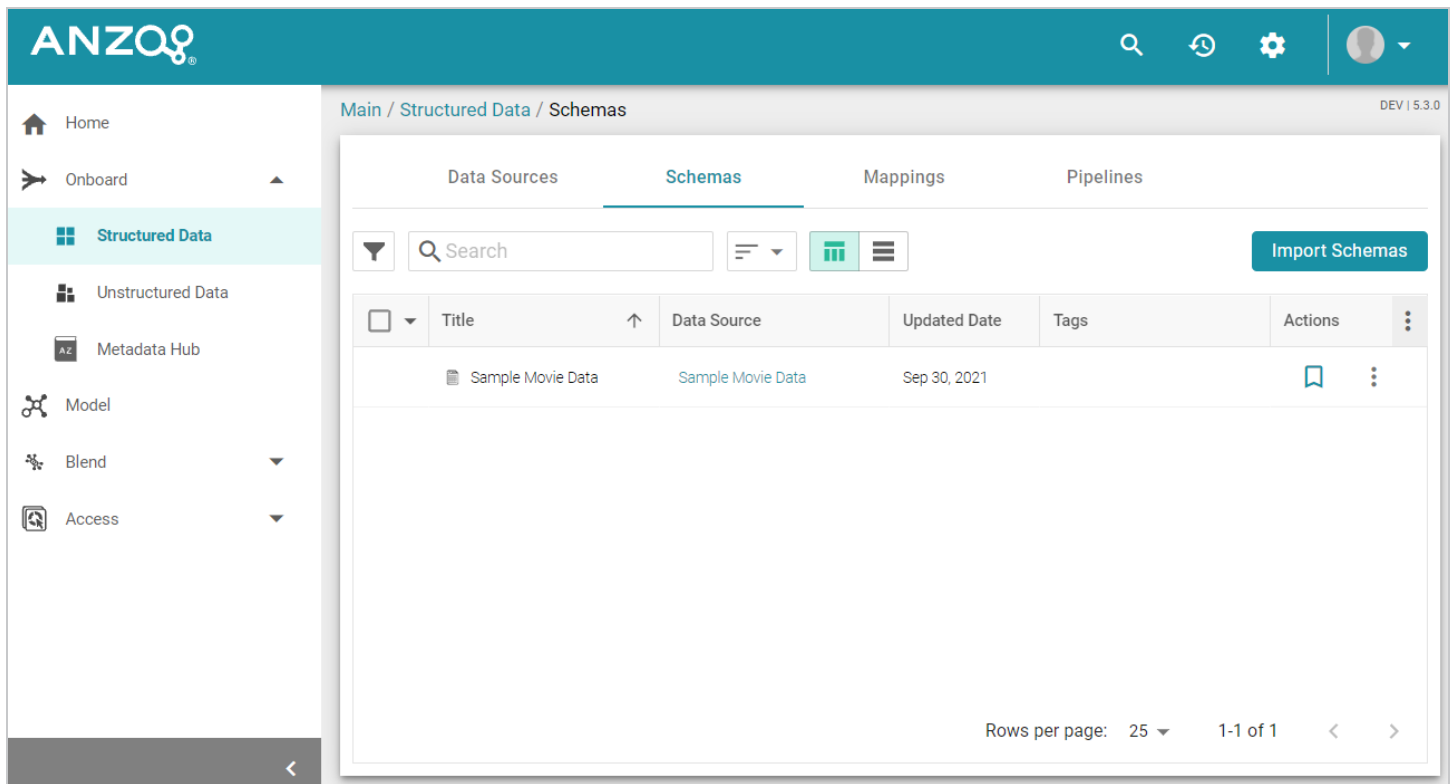 ANZO®
Home
Onboard
Structured Data
Unstructured Data
AZ
Metadata Hub
Model
Blend
Access
Main / Structured Data / Schemas
DEV | 5.3.0
Data Sources Schemas Mappings Pipelines
Search
Import Schemas
Title Data Source Updated Date Tags Actions
Sample Movie Data Sample Movie Data Sep 30, 2021
Rows per page: 25 1-1 of 1